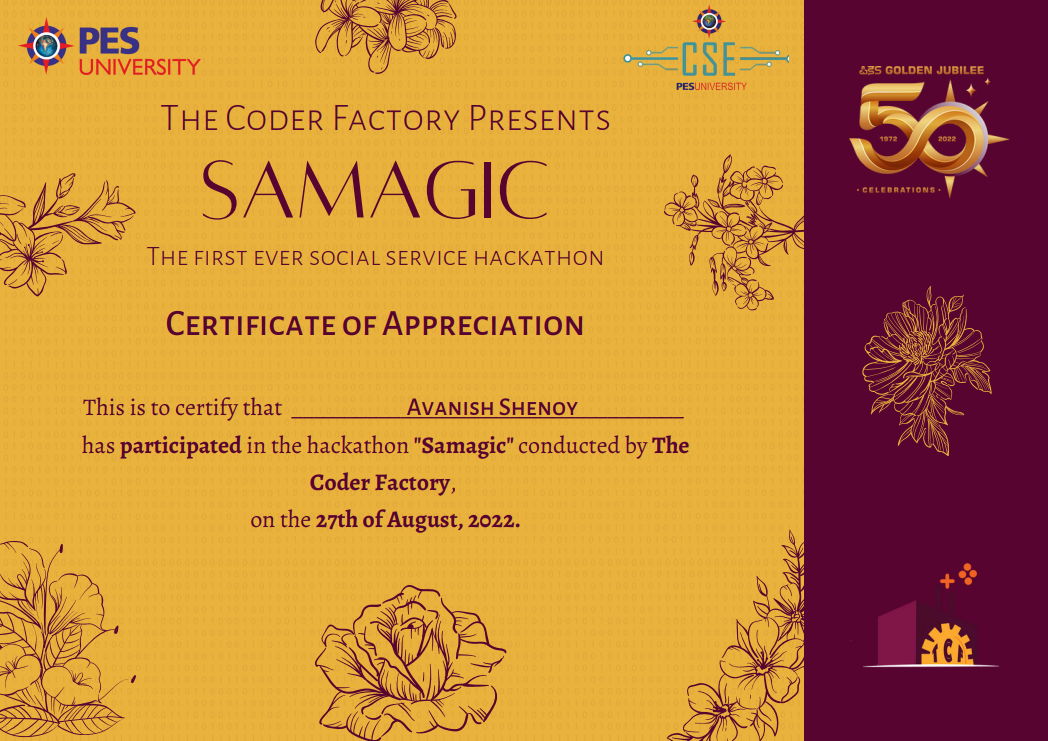 PES
UNIVERSITY
CSE
PESUNIVERSITY
THE CODER FACTORY PRESENTS
SAMAGIC
THE FIRST EVER SOCIAL SERVICE HACKATHON
CERTIFICATE OF APPRECIATION
This is to certify that AVANISH SHENOY
has participated in the hackathon "Samagic" conducted by The
Coder Factory,
on the 27th of August, 2022.
GOLDEN JUBILEE
50
1972 2022
· CELEBRATIONS ·